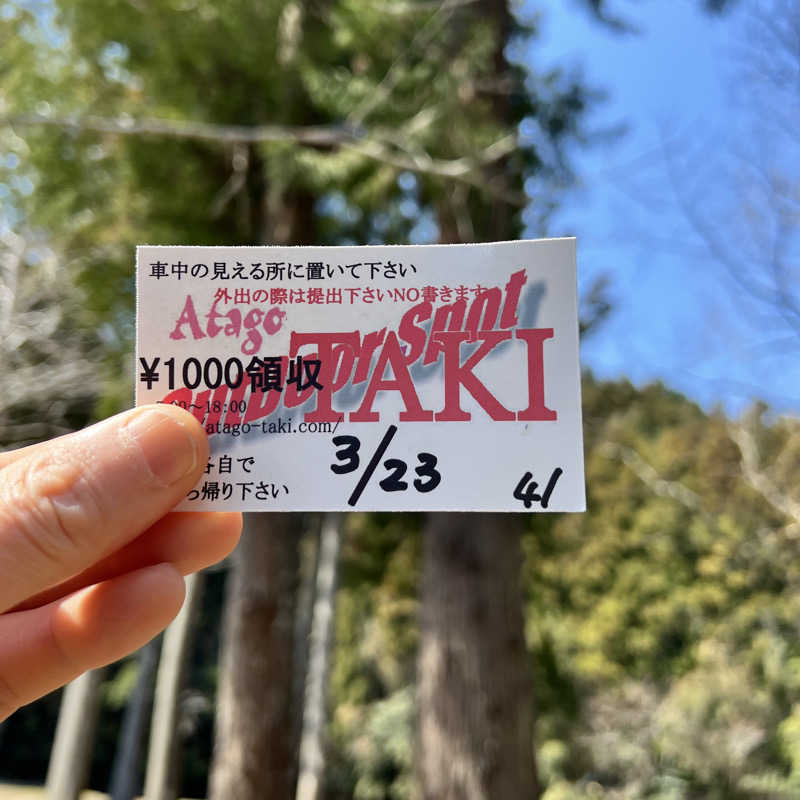 車中の見える所に置いて下さい
外出の際は提出下さいNO書きます
Atago
Spot
TAKI
¥1000領収
～18:00
atago-taki.com/
各自で
帰り下さい
3/23
41